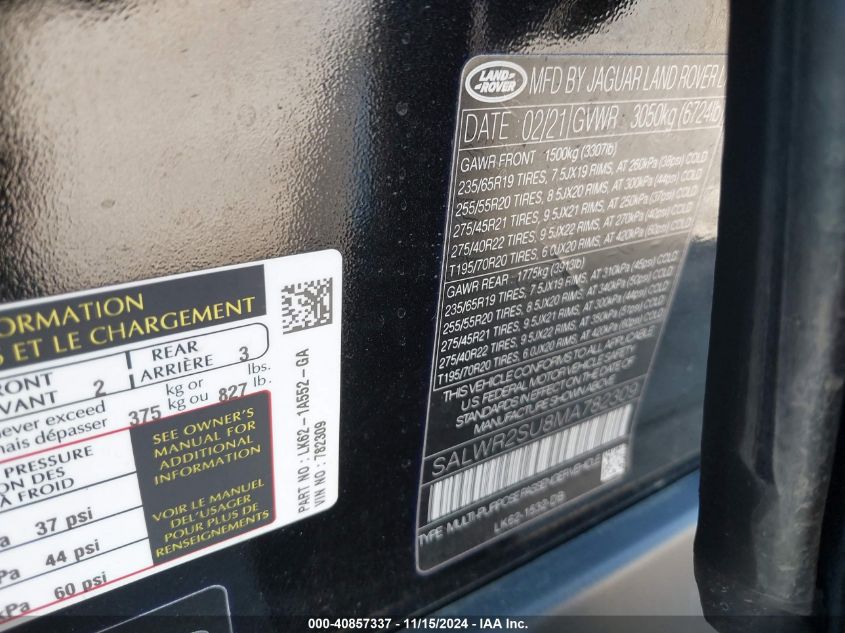 LAND
ROVER
MFD BY JAGUAR LAND ROVER L
DATE: 02/21 GVWR 3050kg (6724lb
GAWR FRONT 1500kg (3307lb)
235/65R19 TIRES, 7.5JX19 RIMS, AT 260kPa (38psi) COLD
255/55R20 TIRES, 8.5JX20 RIMS, AT 300kPa (44psi) COLD
275/45R21 TIRES, 9.5JX21 RIMS, AT 250kPa (37psi) COLD
275/40R22 TIRES, 9.5JX22 RIMS, AT 270kPa (40psi) COLD
T195/70R20 TIRES, 6.0JX20 RIMS, AT 420kPa (60psi) COLD
GAWR REAR: 1775kg (3913lb)
235/65R19 TIRES, 7.5JX19 RIMS, AT 310kPa (45psi) COLD
255/55R20 TIRES, 8.5JX20 RIMS, AT 340kPa (50psi) COLD
275/45R21 TIRES, 9.5JX21 RIMS, AT 300kPa (44psi) COLD
275/40R22 TIRES, 9.5JX22 RIMS, AT 350kPa (51psi) COLD
T195/70R20 TIRES, 6.0JX20 RIMS, AT 420kPa (60psi) COLD
THIS VEHICLE CONFORMS TO ALL APPLICABLE
U.S. FEDERAL MOTOR VEHICLE SAFETY
STANDARDS IN EFFECT ON THE DATE OF
MANUFACTURE SHOWN ABOVE.
SALWR2SU8MA782309
TYPE: MULTI-PURPOSE PASSENGER VEHICLE
LK62-1532-DB
FORMATION
S ET LE CHARGEMENT
FRONT
VANT 2 REAR
ARRIÈRE 3
never exceed
mais dépasser 375 kg or
kg ou 827 lbs.
lb.
PRESSURE
ON DES
À FROID
SEE OWNER'S
MANUAL FOR
ADDITIONAL
INFORMATION
VOIR LE MANUEL
DEL'USAGER
POUR PLUS DE
RENSEIGNEMENTS
a 37 psi
Pa 44 psi
kPa 60 psi
PART NO : LK62-1A552-GA
VIN NO : 782309
000-40857337 - 11/15/2024 - IAA Inc.